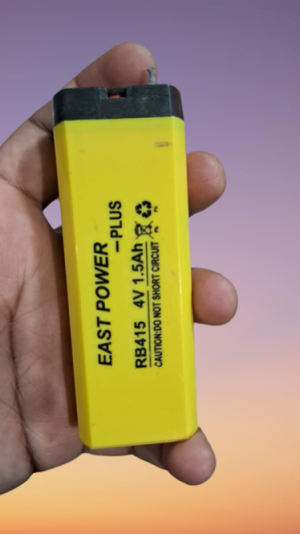 EAST POWER
–PLUS
RB415 4V 1.5Ah
CAUTION:DO NOT SHORT CIRCUIT